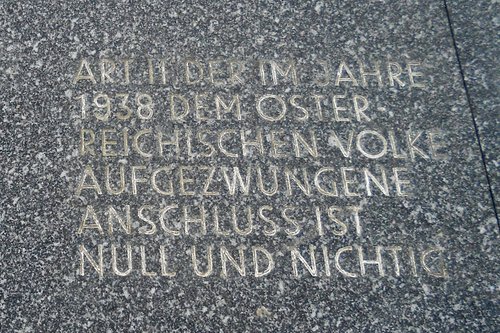 ART II DER IM JAHRE
1938 DEM ÖSTER-
REICHISCHEN VOLKE
AUFGEZWUNGENE
ANSCHLUSS IST
NULL UND NICHTIG